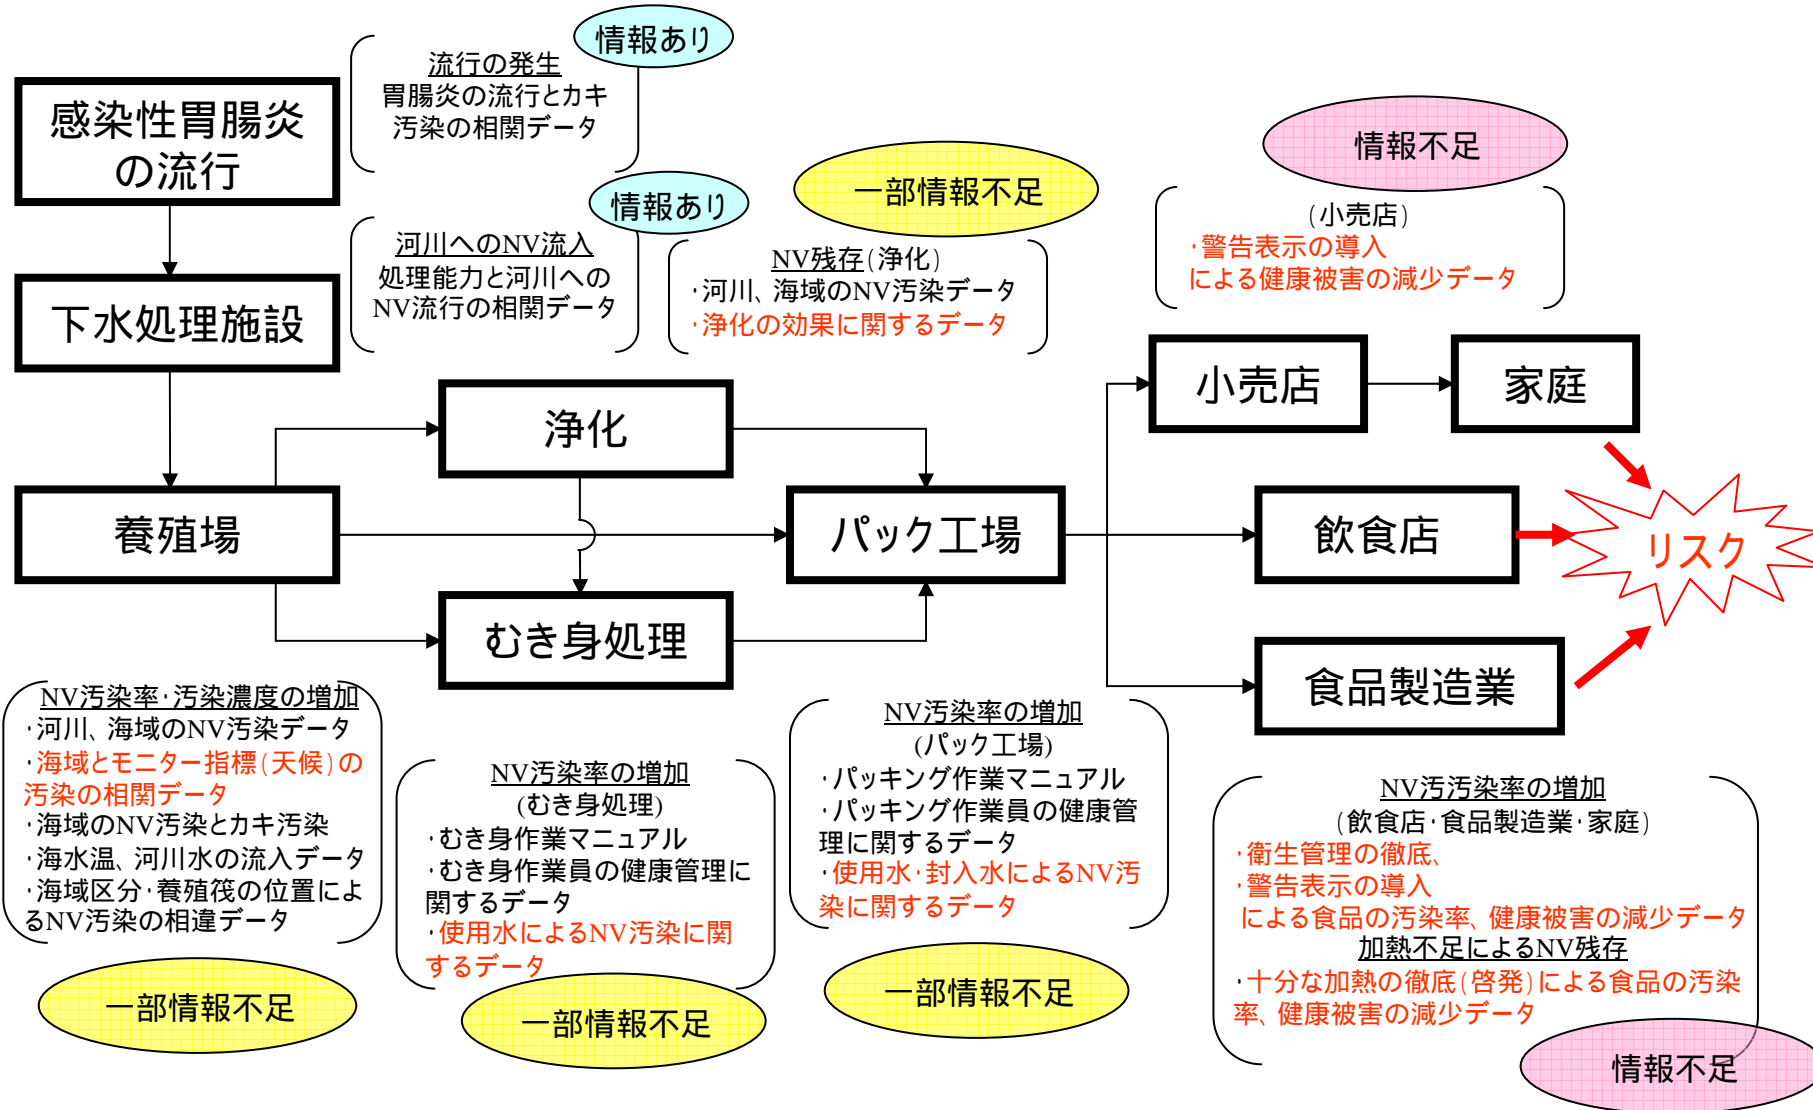 感染性胃腸炎
の流行
流行の発生
胃腸炎の流行とカキ
汚染の相関データ
情報あり
下水処理施設
河川へのNV流入
処理能力と河川への
NV流行の相関データ
情報あり
一部情報不足
NV残存(浄化)
・河川、海域のNV汚染データ
・浄化の効果に関するデータ
情報不足
(小売店)
・警告表示の導入
による健康被害の減少データ
小売店
家庭
浄化
養殖場
パック工場
飲食店
リスク
むき身処理
食品製造業
NV汚染率・汚染濃度の増加
・河川、海域のNV汚染データ
・海域とモニター指標(天候)の
汚染の相関データ
・海域のNV汚染とカキ汚染
・海水温、河川水の流入データ
・海域区分・養殖筏の位置によ
るNV汚染の相違データ
一部情報不足
NV汚染率の増加
(むき身処理)
・むき身作業マニュアル
・むき身作業員の健康管理に
関するデータ
・使用水によるNV汚染に関
するデータ
一部情報不足
NV汚染率の増加
(パック工場)
・パッキング作業マニュアル
・パッキング作業員の健康管
理に関するデータ
・使用水・封入水によるNV汚
染に関するデータ
一部情報不足
NV汚汚染率の増加
(飲食店・食品製造業・家庭)
・衛生管理の徹底、
・警告表示の導入
による食品の汚染率、健康被害の減少データ
加熱不足によるNV残存
・十分な加熱の徹底(啓発)による食品の汚染
率、健康被害の減少データ
情報不足